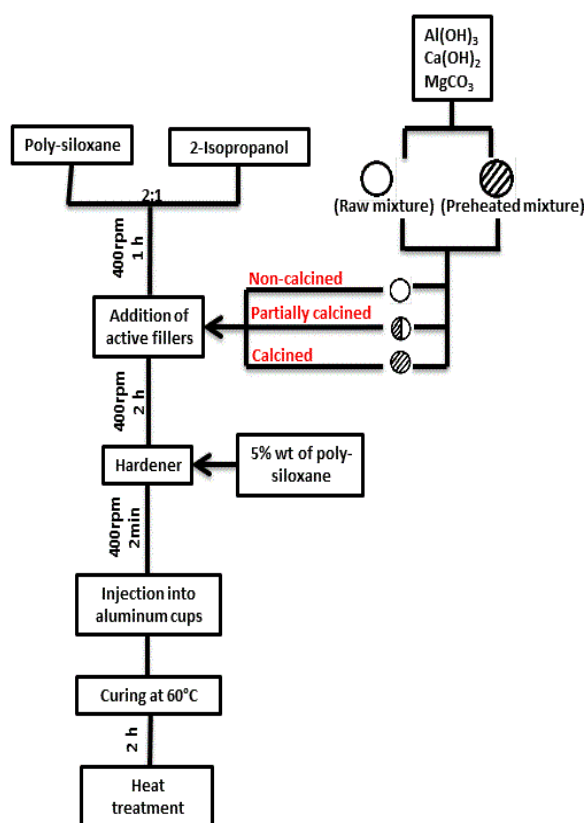 Al(OH)₃
Ca(OH)₂
MgCO₃
Poly-siloxane
2-Isopropanol
2:1
(Raw mixture)
(Preheated mixture)
400rpm
1 h
Non-calcined
Partially calcined
Calcined
Addition of
active fillers
400rpm
2 h
Hardener
5% wt of poly-
siloxane
400rpm
2min
Injection into
aluminum cups
Curing at 60°C
2 h
Heat
treatment